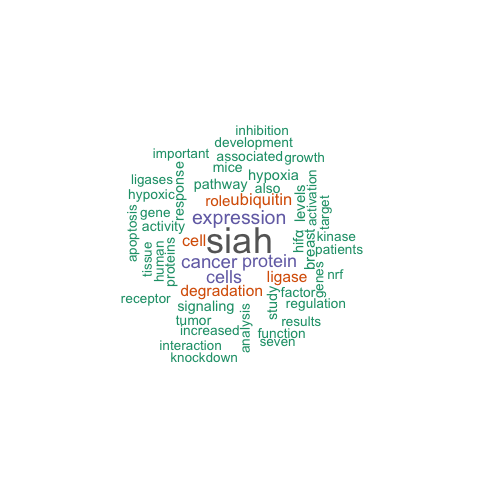 inhibition
development
important
associated
growth
mice
hypoxia
ligases
response
pathway
also
levels
activation
hypoxic
role
ubiquitin
target
gene
expression
apoptosis
activity
cell
siah
hifα
breast
kinase
patients
tissue
human
proteins
cancer
protein
cells
ligase
genes
nrf
degradation
factor
receptor
signaling
study
regulation
tumor
analysis
results
increased
function
interaction
seven
knockdown